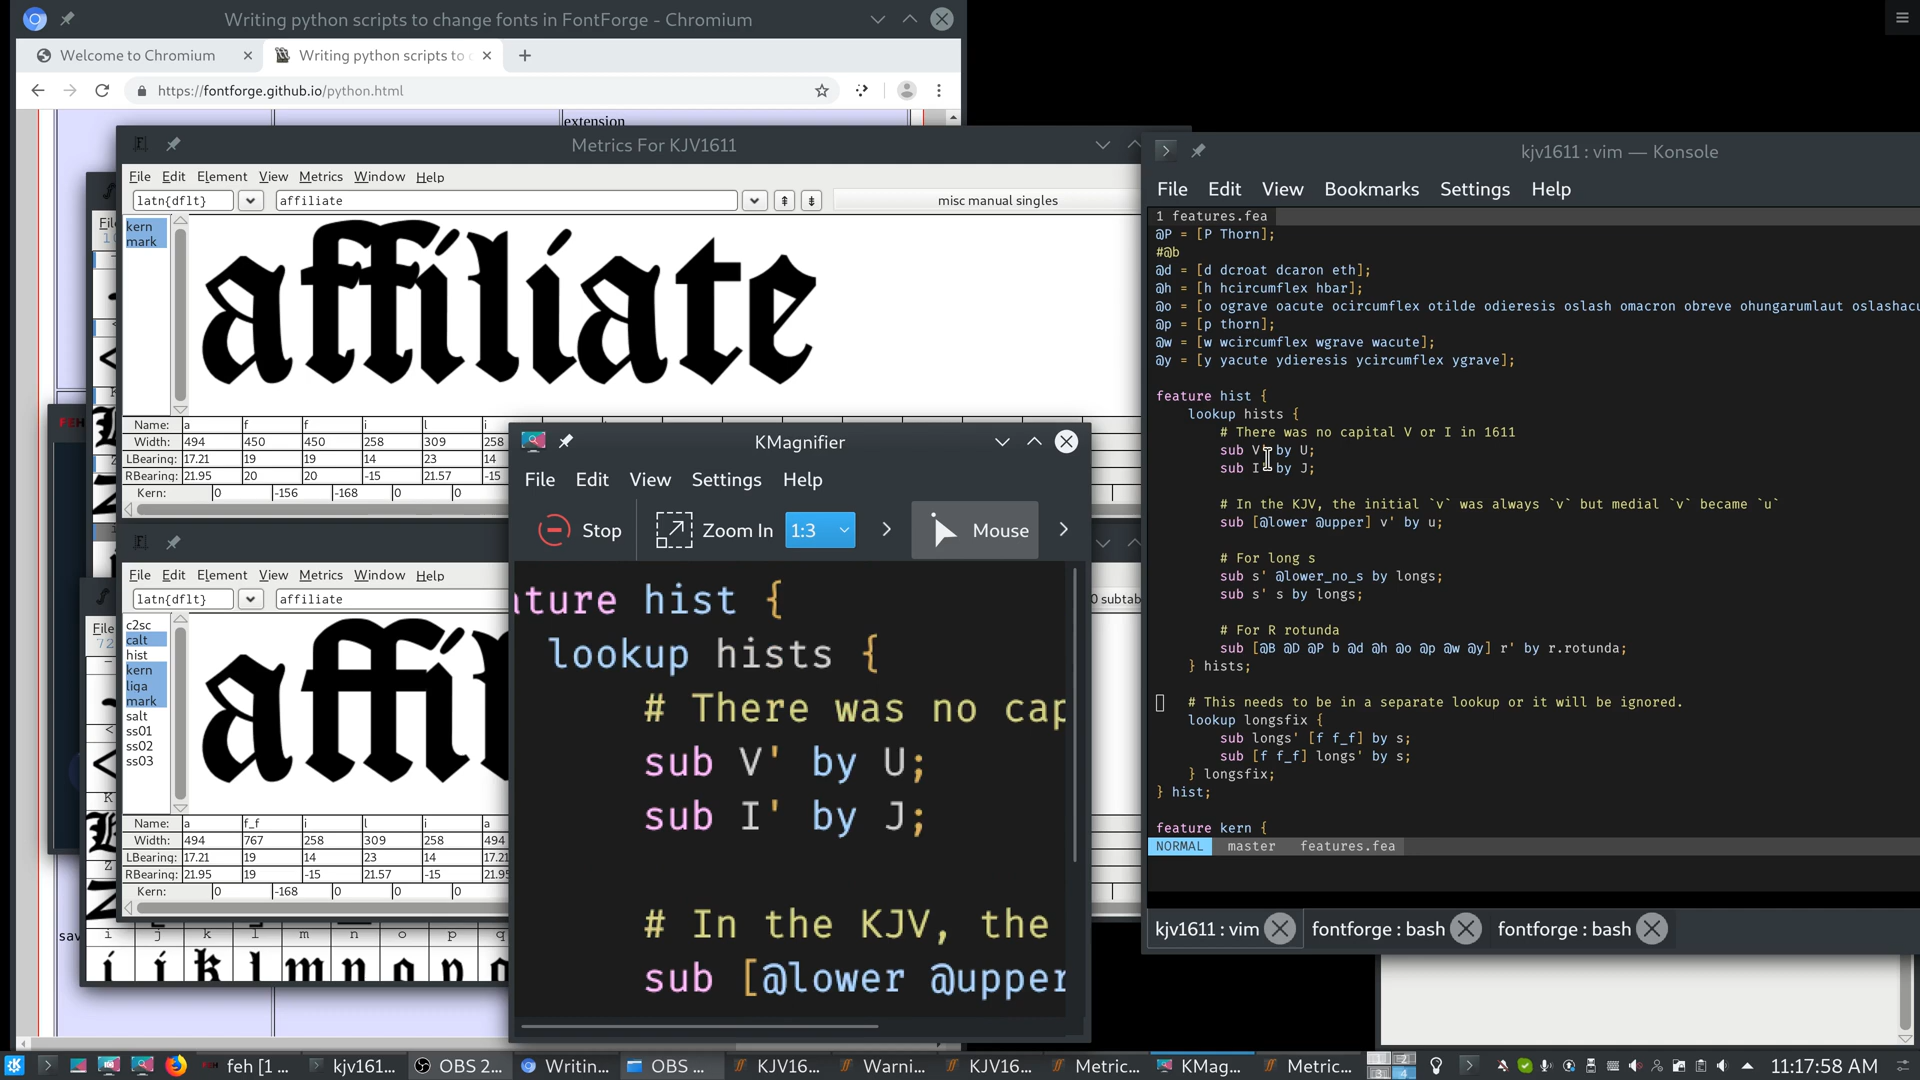 Writing python scripts to change fonts in FontForge - Chromium
Welcome to Chromium
Writing python scripts to
https://fontforge.github.io/python.html
extension
Metrics For KJV1611
File Edit Element View Metrics Window Help
latn{dflt} affiliate misc manual singles
kern
mark
affiliate
Name: a f f i l i
Width: 494 450 450 258 309 258
LBearing: 17.21 19 19 14 23 14
RBearing: 21.95 20 20 -15 21.57 -15
Kern: 0 -156 -168 0 0
File Edit Element View Metrics Window Help
latn{dflt} affiliate
0 subtab
c2sc
calt
hist
kern
liga
mark
salt
ss01
ss02
ss03
Name: a f_f i l i a
Width: 494 767 258 309 258 494
LBearing: 17.21 19 14 23 14 17.21
RBearing: 21.95 19 -15 21.57 -15 21.95
Kern: 0 -168 0 0 0
i j k l m n o p q
i j k l m n o p q
KMagnifier
File Edit View Settings Help
Stop Zoom In 1:3 Mouse
ature hist {
lookup hists {
# There was no cap
sub V' by U;
sub I' by J;
# In the KJV, the
sub [@lower @upper
kjv1611 : vim — Konsole
File Edit View Bookmarks Settings Help
1 features.fea
@P = [P Thorn];
#@b
@d = [d dcroat dcaron eth];
@h = [h hcircumflex hbar];
@o = [o ograve oacute ocircumflex otilde odieresis oslash omacron obreve ohungarumlaut oslashacu
@p = [p thorn];
@w = [w wcircumflex wgrave wacute];
@y = [y yacute ydieresis ycircumflex ygrave];
feature hist {
lookup hists {
# There was no capital V or I in 1611
sub V' by U;
sub I' by J;
# In the KJV, the initial `v` was always `v` but medial `v` became `u`
sub [@lower @upper] v' by u;
# For long s
sub s' @lower_no_s by longs;
sub s' s by longs;
# For R rotunda
sub [@B @D @P b @d @h @o @p @w @y] r' by r.rotunda;
} hists;
# This needs to be in a separate lookup or it will be ignored.
lookup longsfix {
sub longs' [f f_f] by s;
sub [f f_f] longs' by s;
} longsfix;
} hist;
feature kern {
NORMAL master features.fea
kjv1611 : vim fontforge : bash fontforge : bash
feh [1 ... kjv161... OBS 2... Writin... OBS ... KJV16... Warni... KJV16... Metric... KMag... Metric... 1 2 3 4 11:17:58 AM